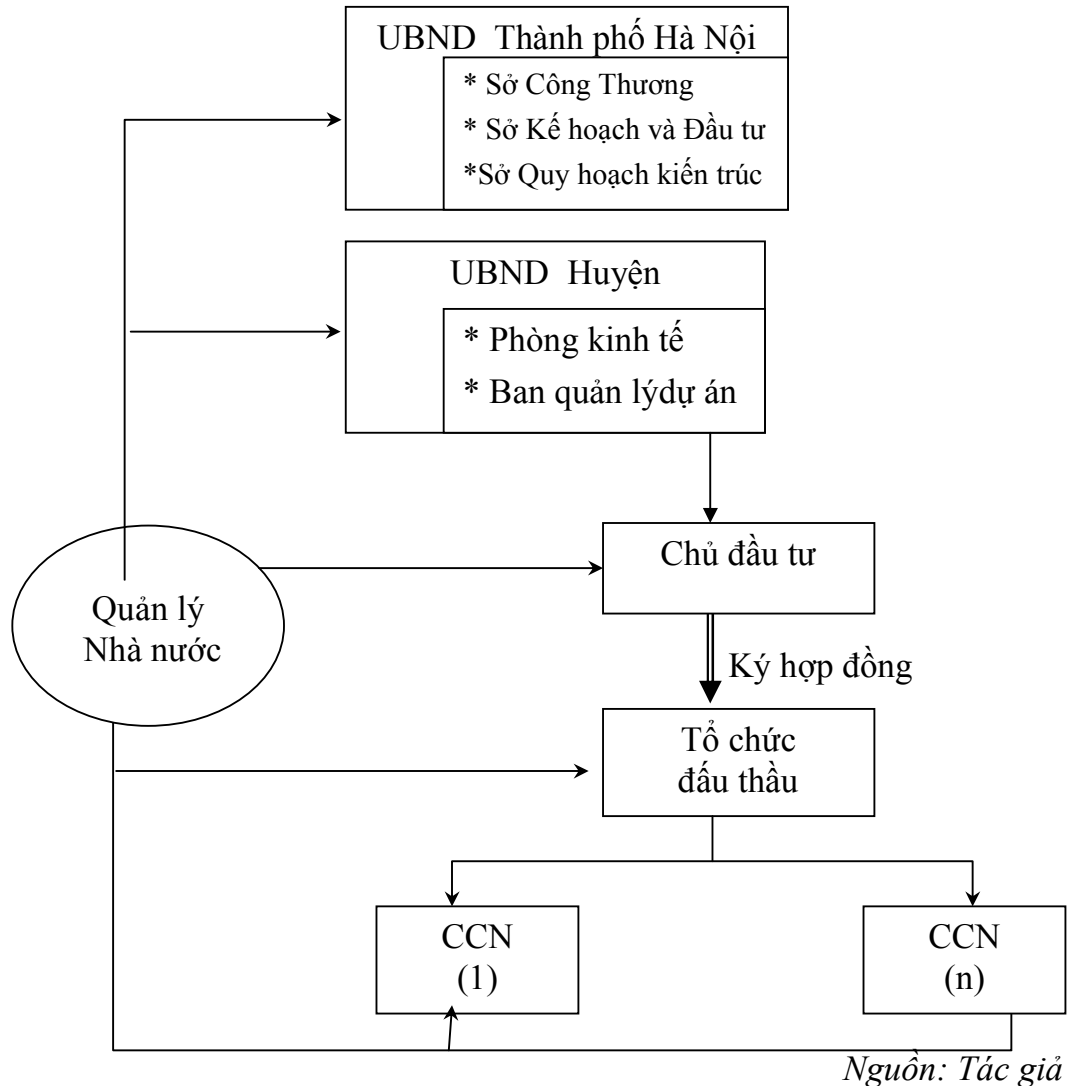 UBND Thành phố Hà Nội
* Sở Công Thương
* Sở Kế hoạch và Đầu tư
*Sở Quy hoạch kiến trúc
UBND Huyện
* Phòng kinh tế
* Ban quản lýdự án
Chủ đầu tư
Quản lý
Nhà nước
Ký hợp đồng
Tổ chức
đấu thầu
CCN
(1)
CCN
(n)
Nguồn: Tác giả